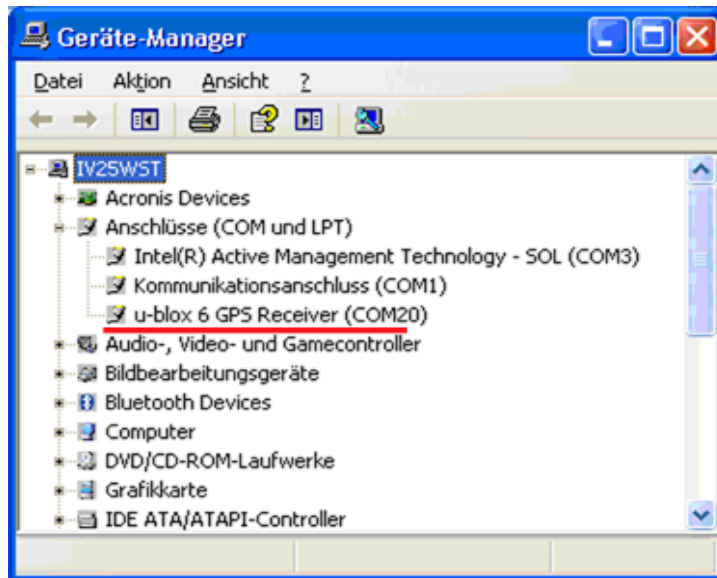 Geräte-Manager
Datei Aktion Ansicht ?
IV25WST
Acronis Devices
Anschlüsse (COM und LPT)
Intel(R) Active Management Technology - SOL (COM3)
Kommunikationsanschluss (COM1)
u-blox 6 GPS Receiver (COM20)
Audio-, Video- und Gamecontroller
Bildbearbeitungsgeräte
Bluetooth Devices
Computer
DVD/CD-ROM-Laufwerke
Grafikkarte
IDE ATA/ATAPI-Controller